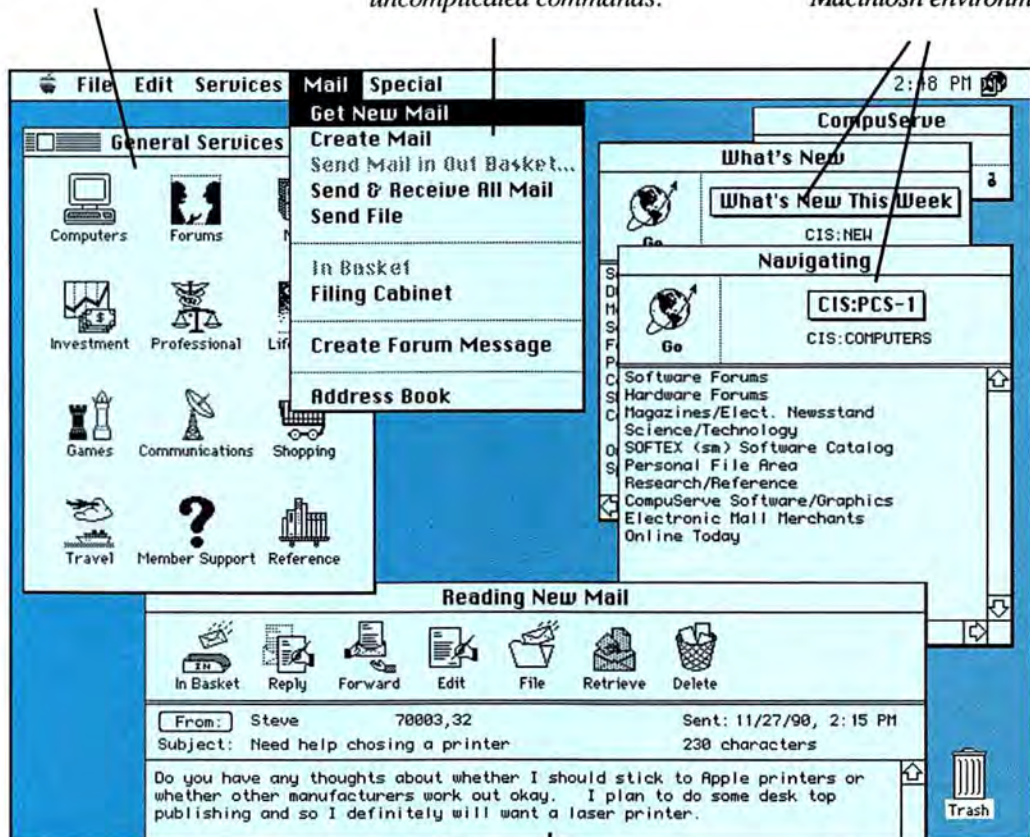 uncomplicated commands.
Macintosh environm
File Edit Services Mail Special
2:48 PM
General Services
Computers
Forums
N
Investment
Professional
Lif
Games
Communications
Shopping
Travel
Member Support
Reference
Get New Mail
Create Mail
Send Mail in Out Basket...
Send & Receive All Mail
Send File
In Basket
Filing Cabinet
Create Forum Message
Address Book
CompuServe
What's New
Go
What's New This Week
CIS:NEW
Navigating
Go
CIS:PCS-1
CIS:COMPUTERS
Software Forums
Hardware Forums
Magazines/Elect. Newsstand
Science/Technology
SOFTEX (sm) Software Catalog
Personal File Area
Research/Reference
CompuServe Software/Graphics
Electronic Mall Merchants
Online Today
Reading New Mail
IN
In Basket
Reply
Forward
Edit
File
Retrieve
Delete
From: Steve 70003,32 Sent: 11/27/90, 2:15 PM
Subject: Need help chosing a printer 230 characters
Do you have any thoughts about whether I should stick to Apple printers or
whether other manufacturers work out okay. I plan to do some desk top
publishing and so I definitely will want a laser printer.
Trash